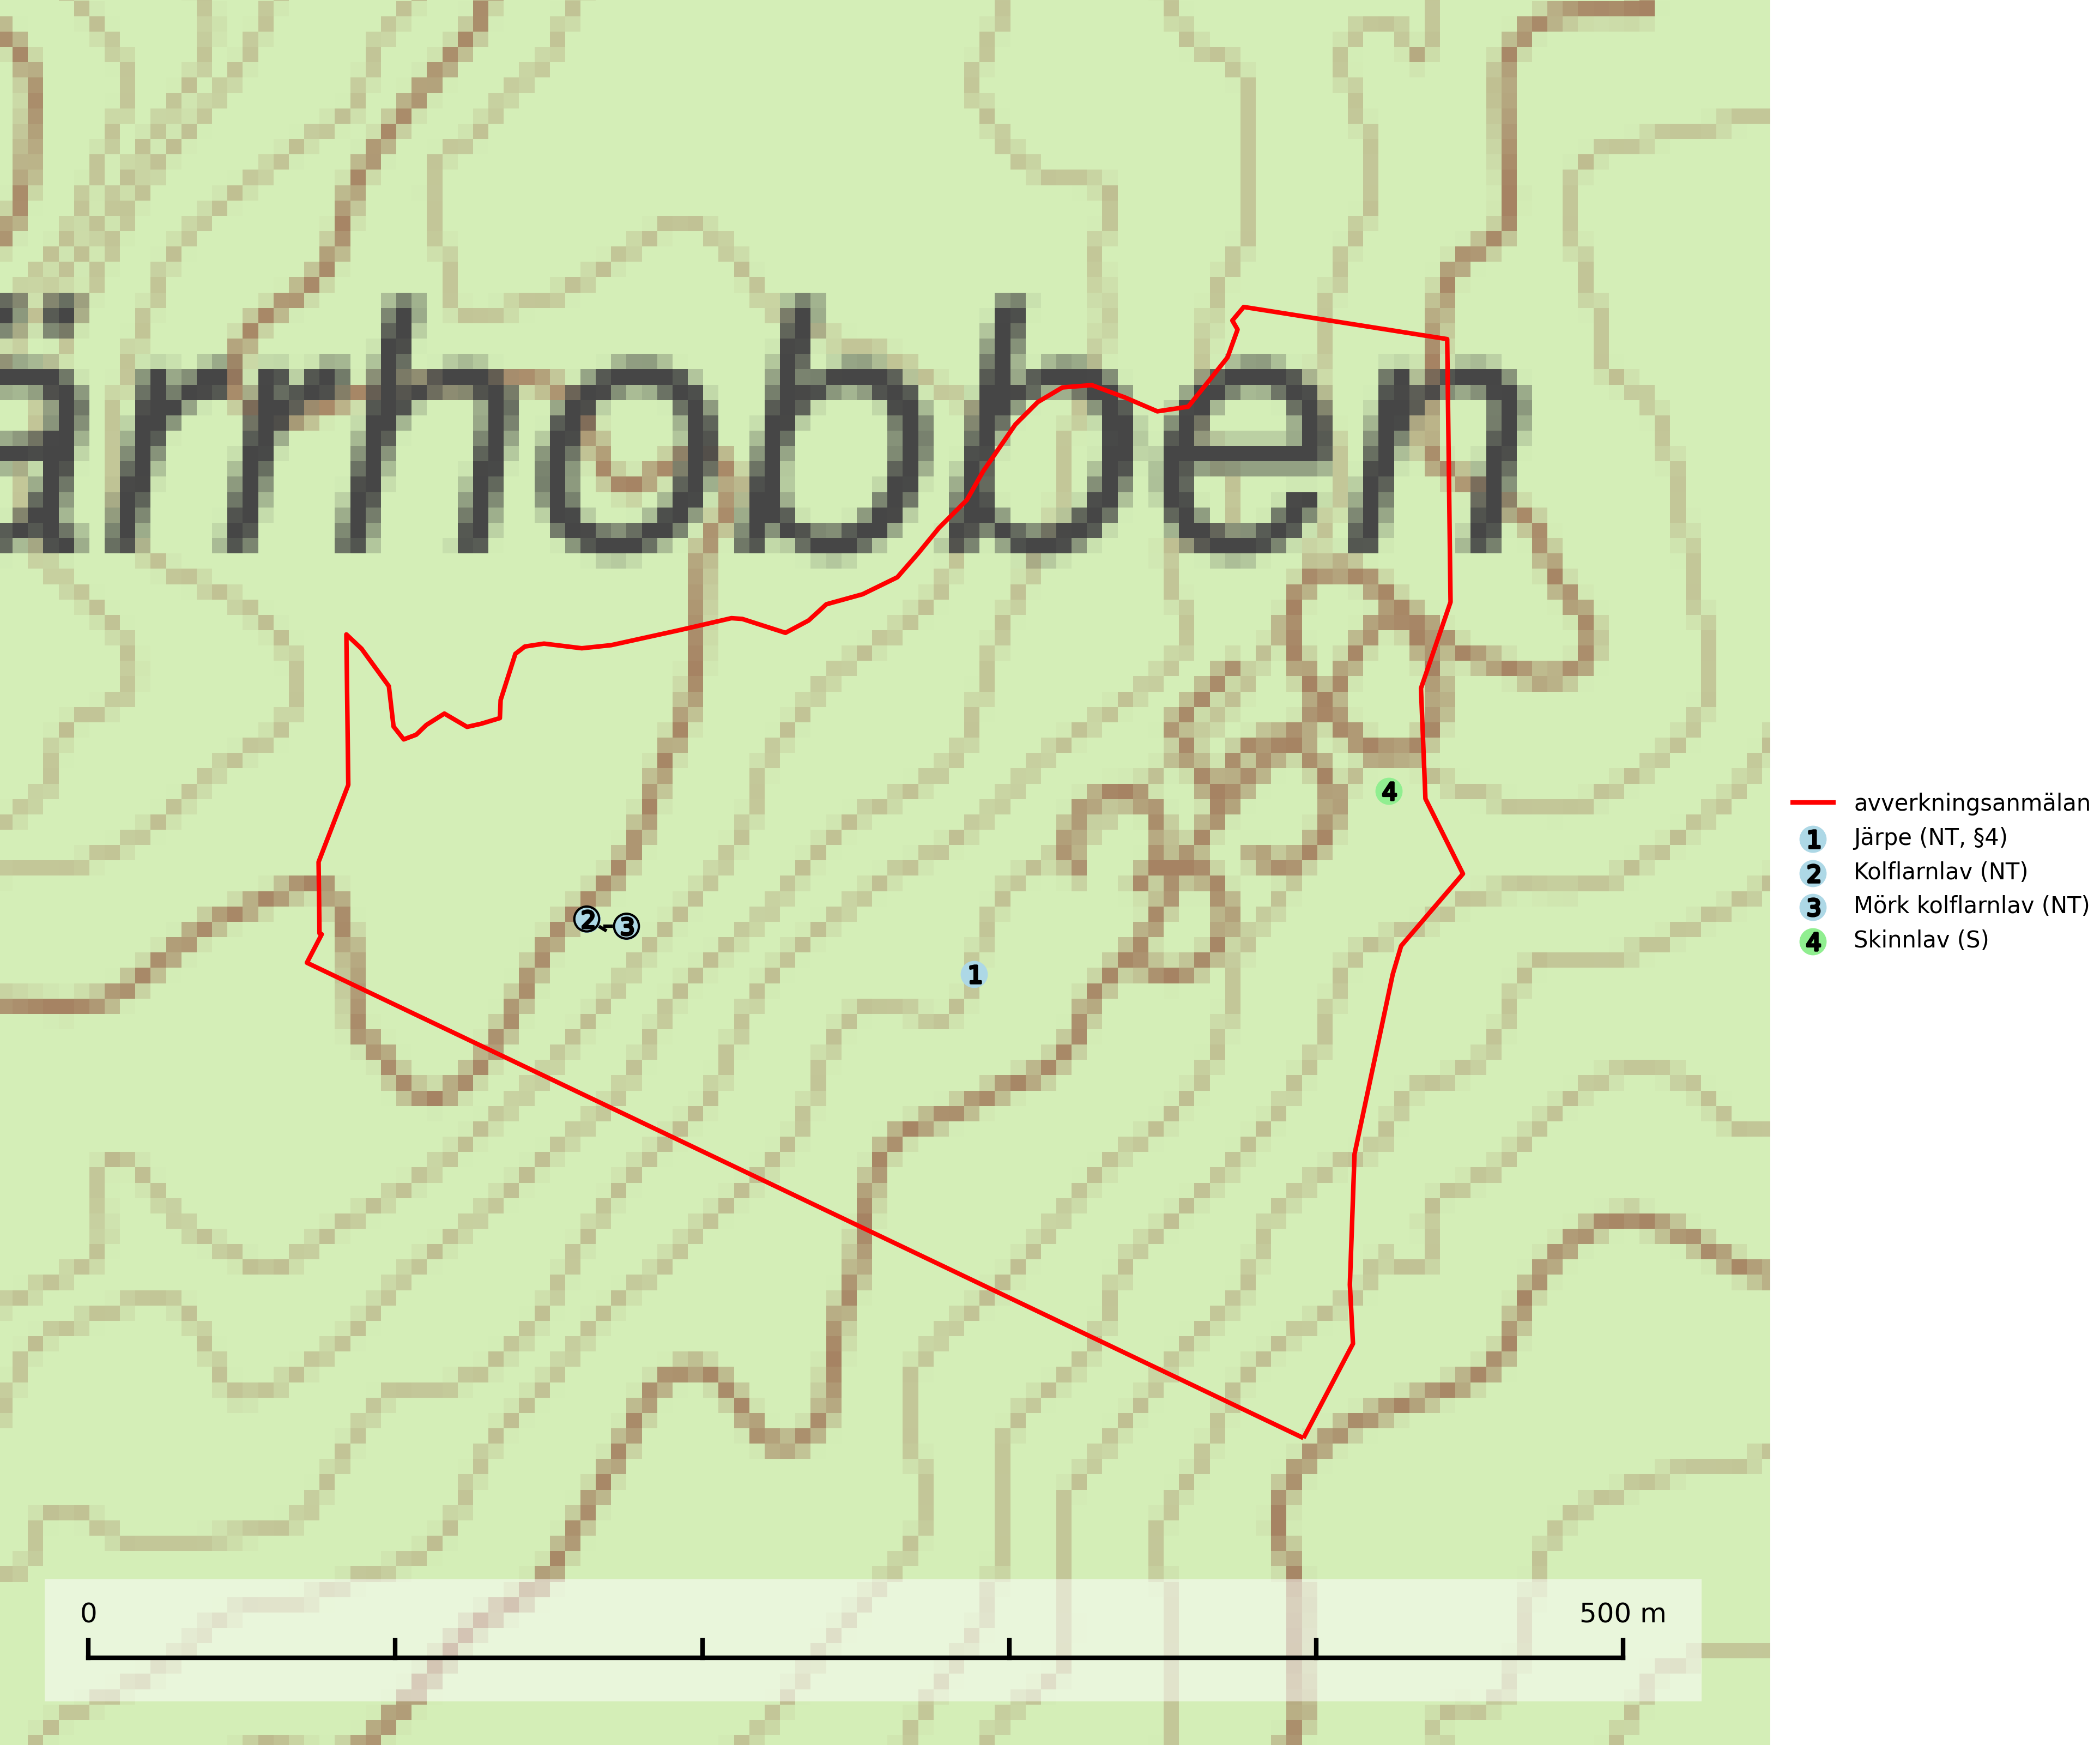 ärrhobben
4
2
3
1
0
500 m
avverkningsanmälan
1 Järpe (NT, §4)
2 Kolflarnlav (NT)
3 Mörk kolflarnlav (NT)
4 Skinnlav (S)